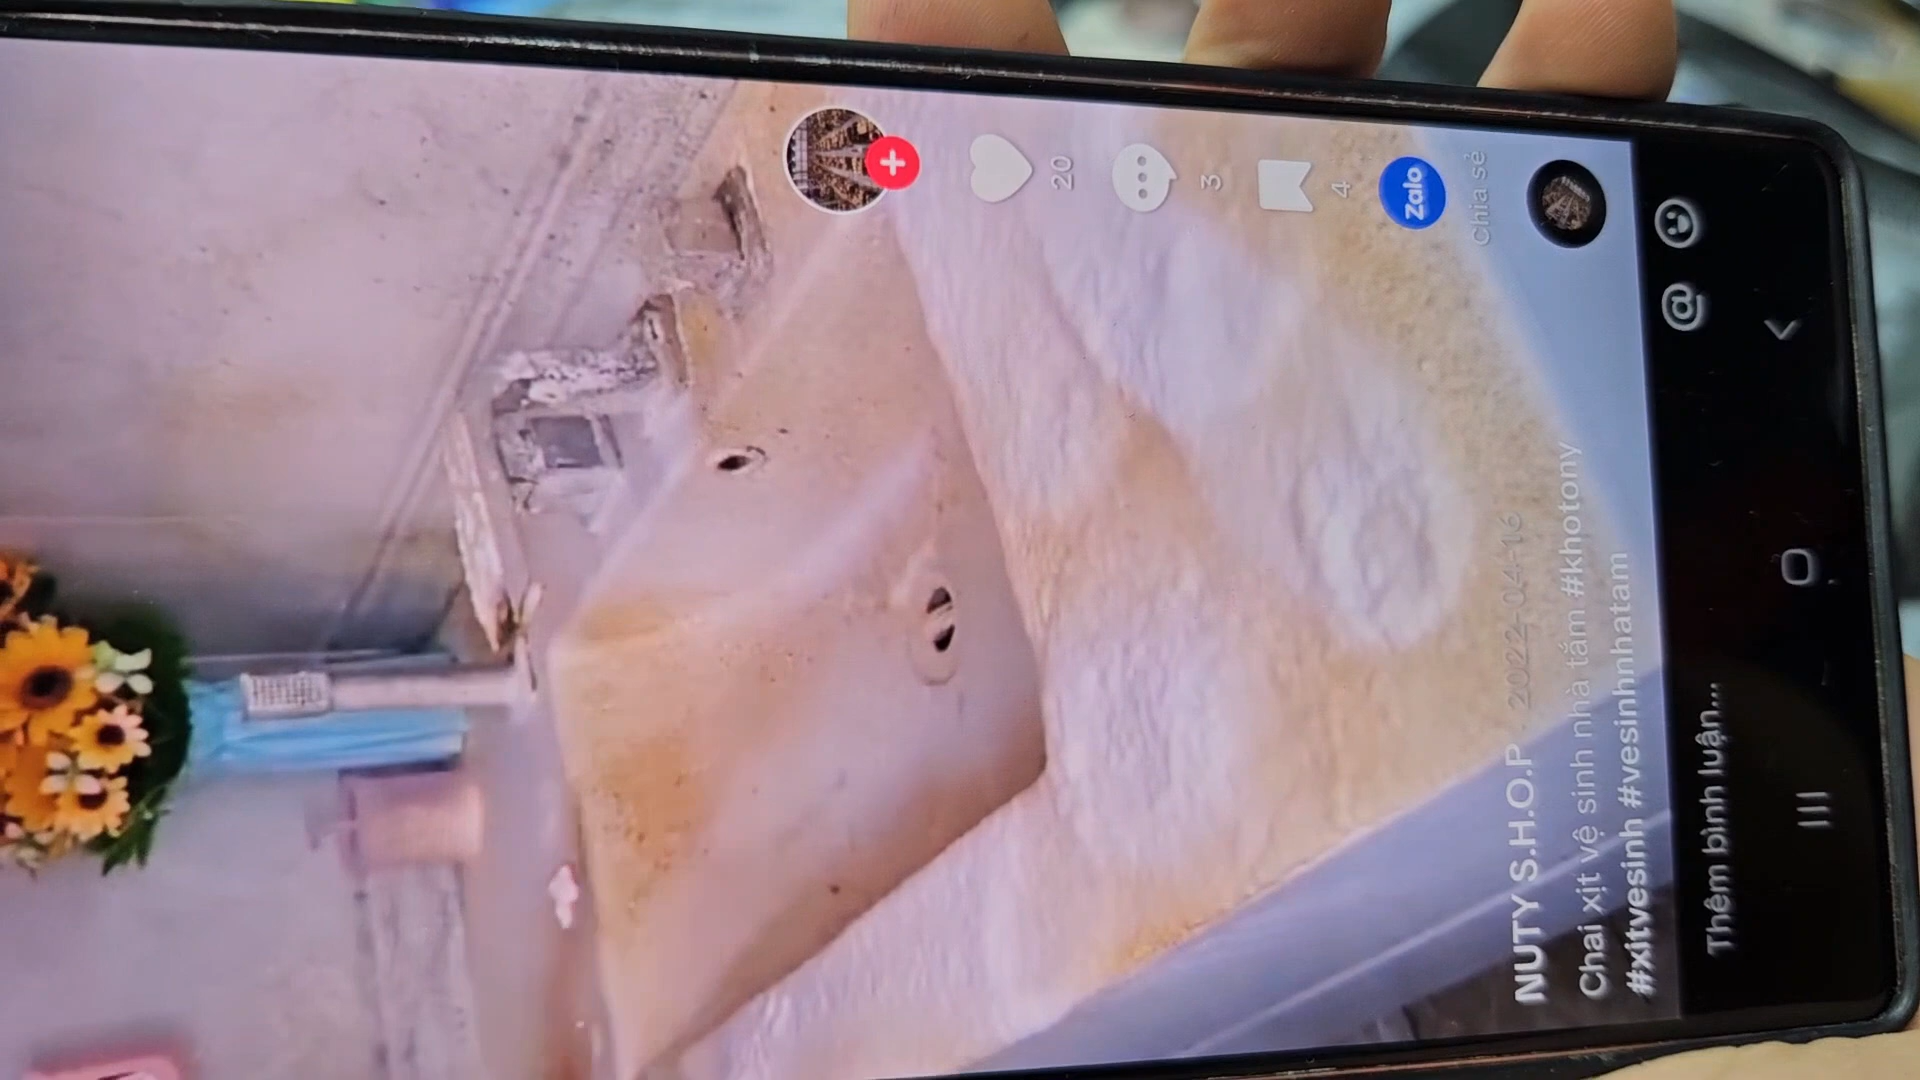 20
3
4
Zalo
Chia sẻ
NUTY S.H.O.P · 2022-04-16
Chai xịt vệ sinh nhà tắm #khotony
#xitvesinh #vesinhnhatam
Thêm bình luận...
@